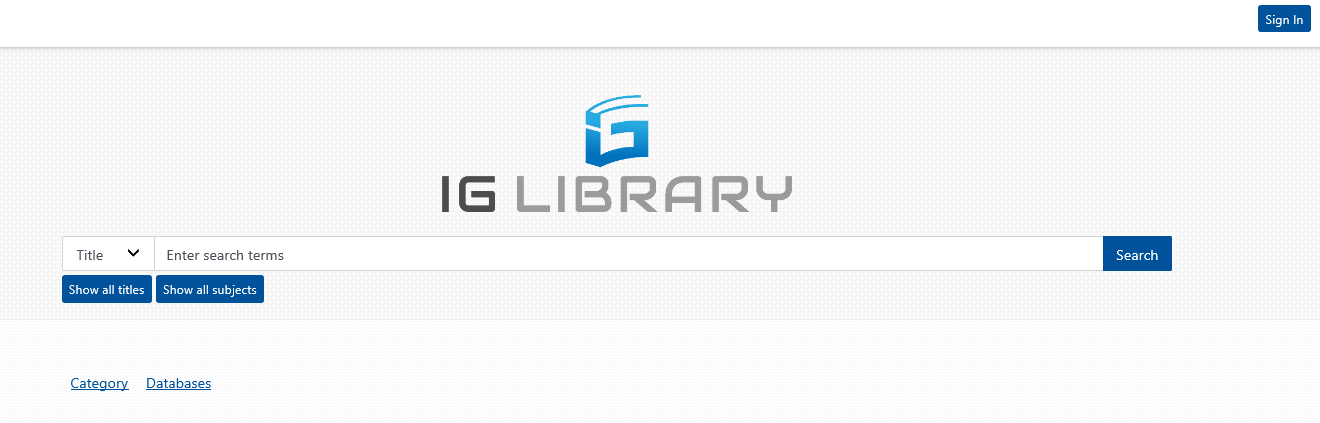 Sign In
IG LIBRARY
Title Enter search terms Search
Show all titles Show all subjects
Category Databases